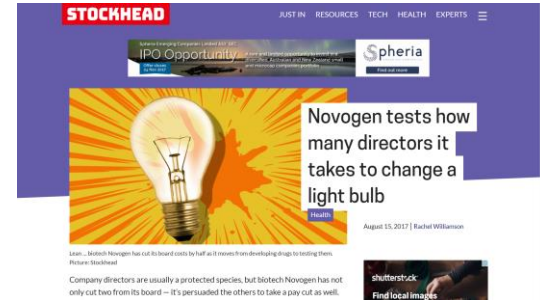 STOCKHEAD
JUST IN RESOURCES TECH HEALTH EXPERTS
IPO Opportunity
Spheria
Find out more
Novogen tests how
many directors it
takes to change a
light bulb
Health
August 15, 2017 | Rachel Williamson
Lean ... biotech Novogen has cut its board costs by half as it moves from developing drugs to testing them.
Picture: Stockhead
Company directors are usually a protected species, but biotech Novogen has not
only cut two from its board — it's persuaded the others to take a pay cut as well.
shutterstock
Find local images